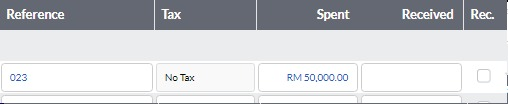 Reference Tax Spent Received Rec.
023 No Tax RM 50,000.00